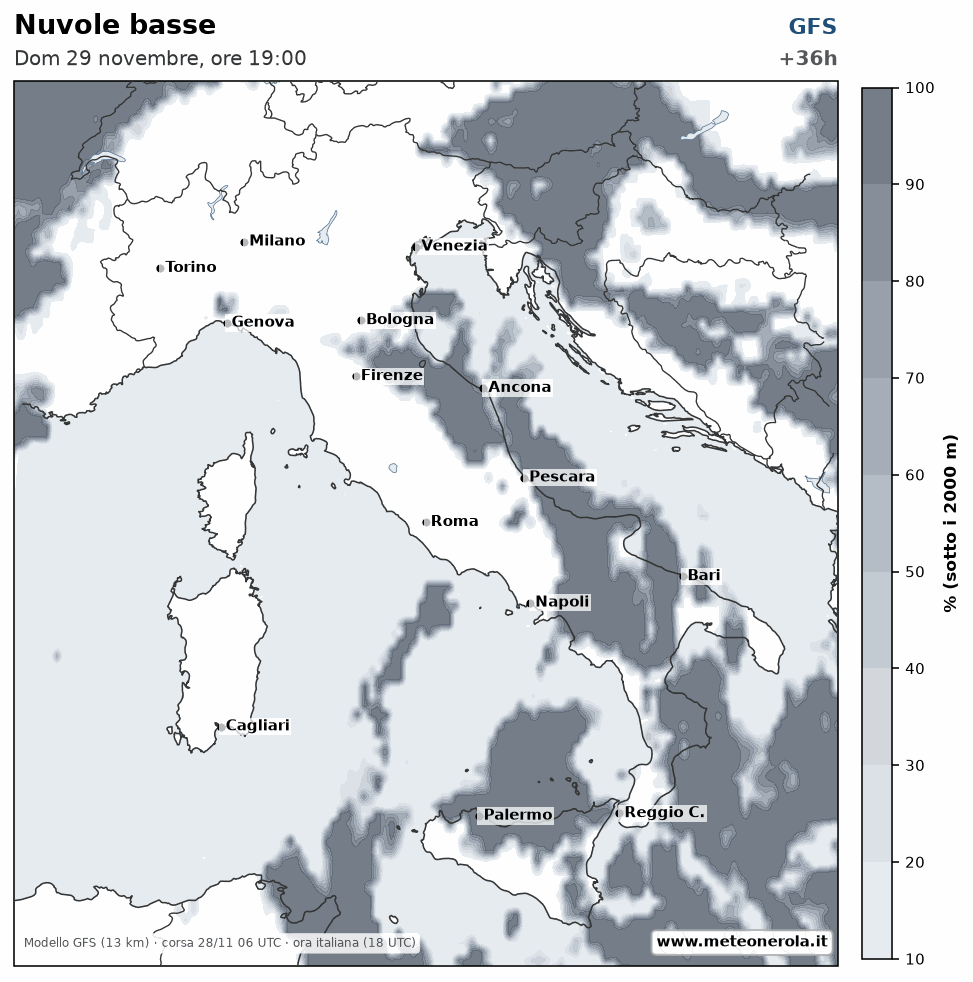 Nuvole basse
GFS
Dom 29 novembre, ore 19:00
+36h
100
90
80
70
60
50
40
30
20
10
% (sotto i 2000 m)
Milano
Venezia
Torino
Genova
Bologna
Firenze
Ancona
Pescara
Roma
Bari
Napoli
Cagliari
Palermo
Reggio C.
Modello GFS (13 km) · corsa 28/11 06 UTC · ora italiana (18 UTC)
www.meteonerola.it